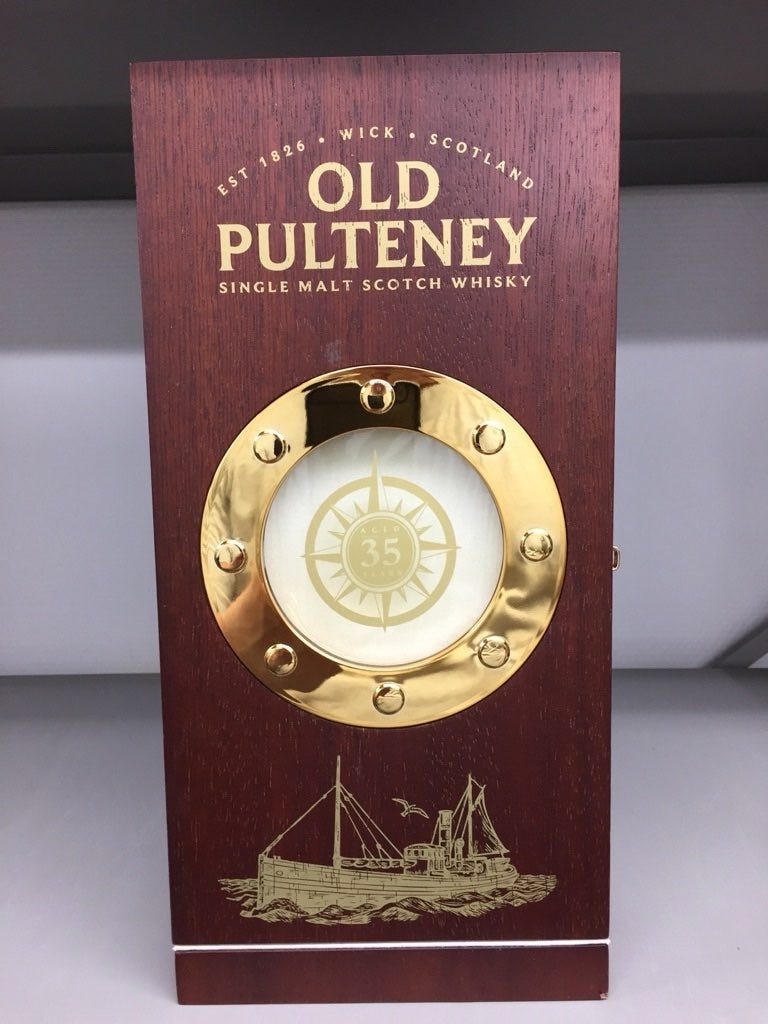 EST 1826 • WICK • SCOTLAND
OLD
PULTENEY
SINGLE MALT SCOTCH WHISKY
AGED
35
YEARS